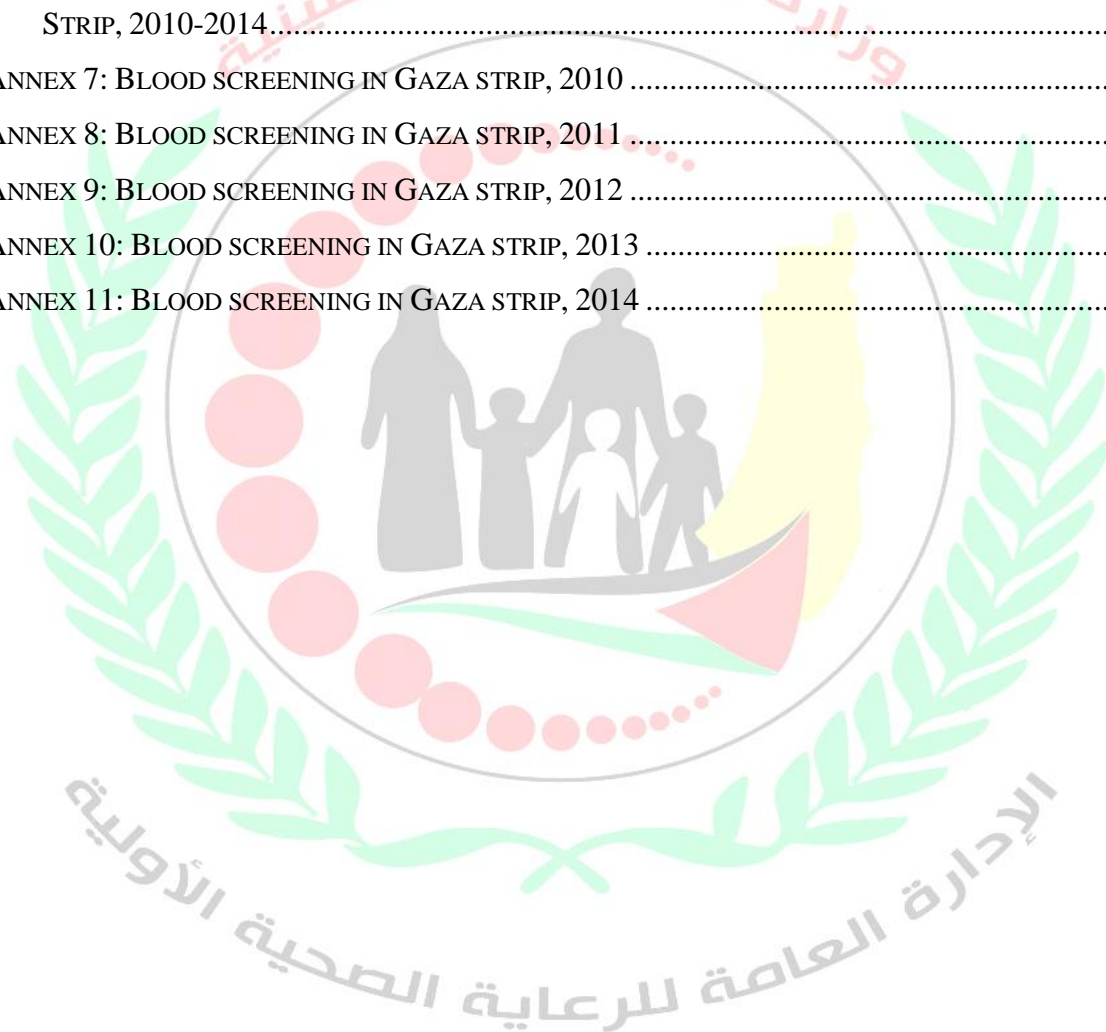 STRIP, 2010-2014
ANNEX 7: BLOOD SCREENING IN GAZA STRIP, 2010
ANNEX 8: BLOOD SCREENING IN GAZA STRIP, 2011
ANNEX 9: BLOOD SCREENING IN GAZA STRIP, 2012
ANNEX 10: BLOOD SCREENING IN GAZA STRIP, 2013
ANNEX 11: BLOOD SCREENING IN GAZA STRIP, 2014
الإدارة العامة للرعاية الصحية الأولية